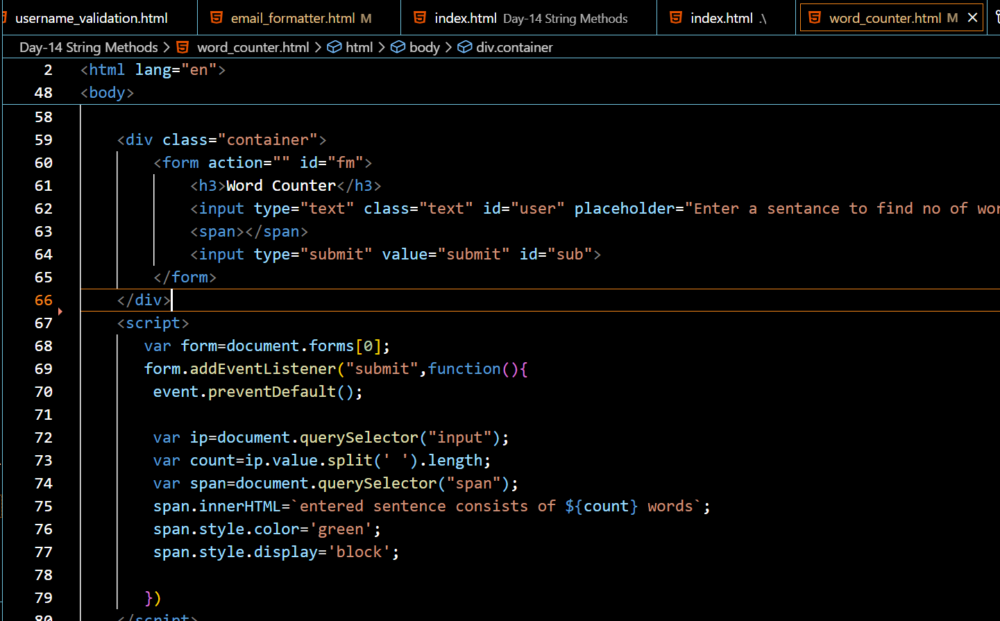 username_validation.html email_formatter.html M index.html Day-14 String Methods index.html .\ word_counter.html M
Day-14 String Methods > word_counter.html > html > body > div.container
2 <html lang="en">
48 <body>
58
59 <div class="container">
60 <form action="" id="fm">
61 <h3>Word Counter</h3>
62 <input type="text" class="text" id="user" placeholder="Enter a sentance to find no of wor
63 <span></span>
64 <input type="submit" value="submit" id="sub">
65 </form>
66 </div>
67 <script>
68 var form=document.forms[0];
69 form.addEventListener("submit",function(){
70 event.preventDefault();
71
72 var ip=document.querySelector("input");
73 var count=ip.value.split(' ').length;
74 var span=document.querySelector("span");
75 span.innerHTML=`entered sentence consists of ${count} words`;
76 span.style.color='green';
77 span.style.display='block';
78
79 })
80 </script>